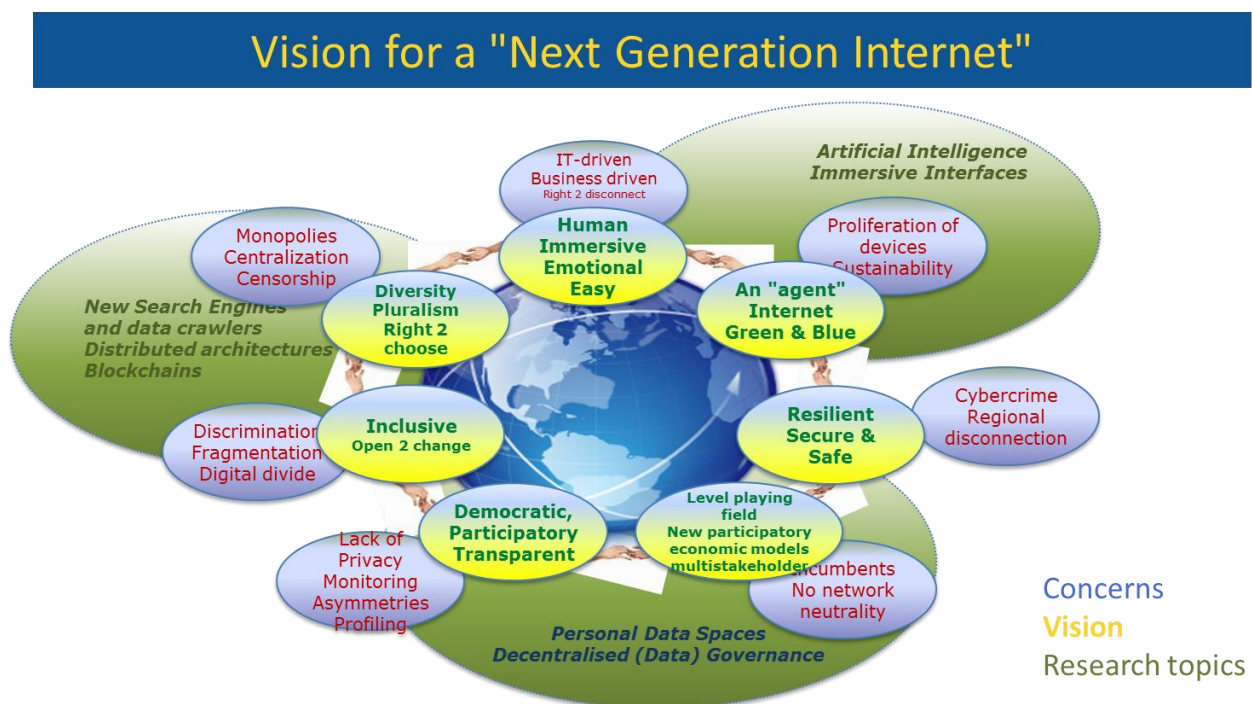 Vision for a "Next Generation Internet"
Artificial Intelligence
Immersive Interfaces
IT-driven
Business driven
Right 2 disconnect
Human
Immersive
Emotional
Easy
Proliferation of
devices
Sustainability
An "agent"
Internet
Green & Blue
Monopolies
Centralization
Censorship
Diversity
Pluralism
Right 2
choose
New Search Engines
and data crawlers
Distributed architectures
Blockchains
Cybercrime
Regional
disconnection
Resilient
Secure &
Safe
Discrimination
Fragmentation
Digital divide
Inclusive
Open 2 change
Level playing
field
New participatory
economic models
multistakeholder
Democratic,
Participatory
Transparent
Lack of
Privacy
Monitoring
Asymmetries
Profiling
No network
neutrality
Personal Data Spaces
Decentralised (Data) Governance
Concerns
Vision
Research topics